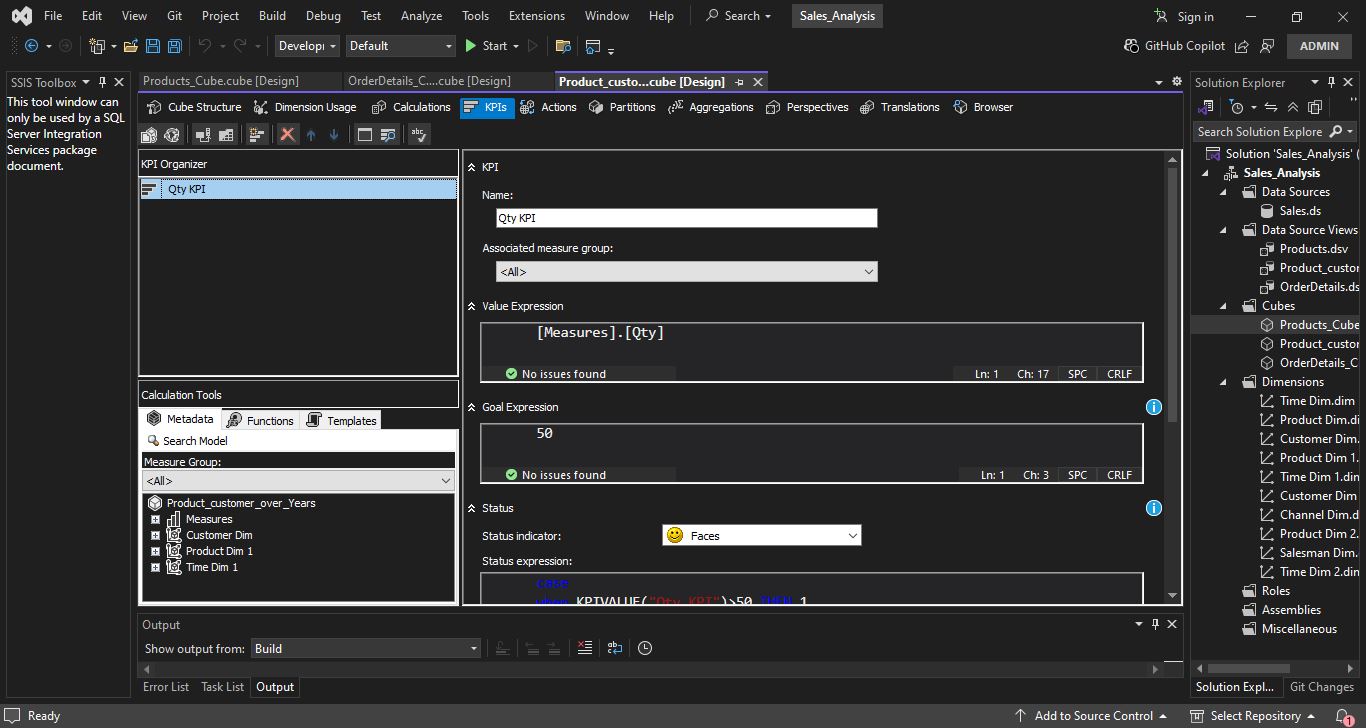 File Edit View Git Project Build Debug Test Analyze Tools Extensions Window Help Search Sales_Analysis Sign in
Developr Default Start GitHub Copilot ADMIN
SSIS Toolbox
This tool window can
only be used by a SQL
Server Integration
Services package
document.
Products_Cube.cube [Design] OrderDetails_C....cube [Design] Product_custo...cube [Design]
Cube Structure Dimension Usage Calculations KPIs Actions Partitions Aggregations Perspectives Translations Browser
abc
KPI Organizer
Qty KPI
Calculation Tools
Metadata Functions Templates
Search Model
Measure Group:
<All>
Product_customer_over_Years
Measures
Customer Dim
Product Dim 1
Time Dim 1
KPI
Name:
Qty KPI
Associated measure group:
<All>
Value Expression
[Measures].[Qty]
No issues found Ln: 1 Ch: 17 SPC CRLF
Goal Expression
50
No issues found Ln: 1 Ch: 3 SPC CRLF
Status
Status indicator: Faces
Status expression:
case
when KPIVALUE("Qty KPI")>50 THEN 1
Output
Show output from: Build
Error List Task List Output
Solution Explorer
Search Solution Explore
Solution 'Sales_Analysis' (
Sales_Analysis
Data Sources
Sales.ds
Data Source Views
Products.dsv
Product_custor
OrderDetails.ds
Cubes
Products_Cube
Product_custor
OrderDetails_C
Dimensions
Time Dim.dim
Product Dim.di
Customer Dim.
Product Dim 1.
Time Dim 1.din
Customer Dim
Channel Dim.d
Product Dim 2.
Salesman Dim.
Time Dim 2.din
Roles
Assemblies
Miscellaneous
Solution Expl... Git Changes
Ready Add to Source Control Select Repository 1